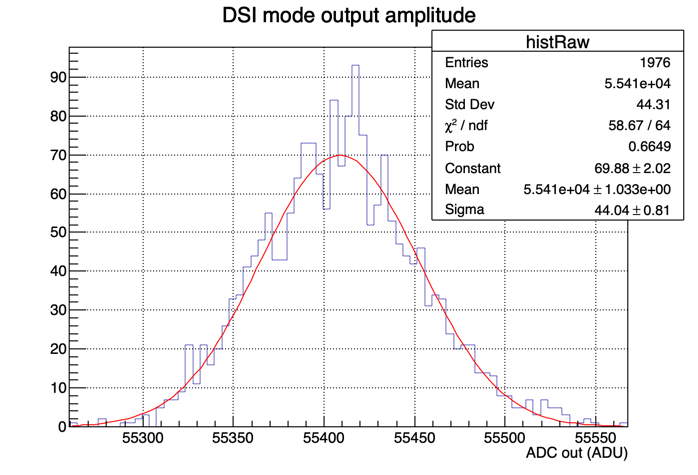 DSI mode output amplitude
histRaw
Entries 1976
Mean 5.541e+04
Std Dev 44.31
χ² / ndf 58.67 / 64
Prob 0.6649
Constant 69.88 ± 2.02
Mean 5.541e+04 ± 1.033e+00
Sigma 44.04 ± 0.81
90
80
70
60
50
40
30
20
10
0
55300 55350 55400 55450 55500 55550
ADC out (ADU)